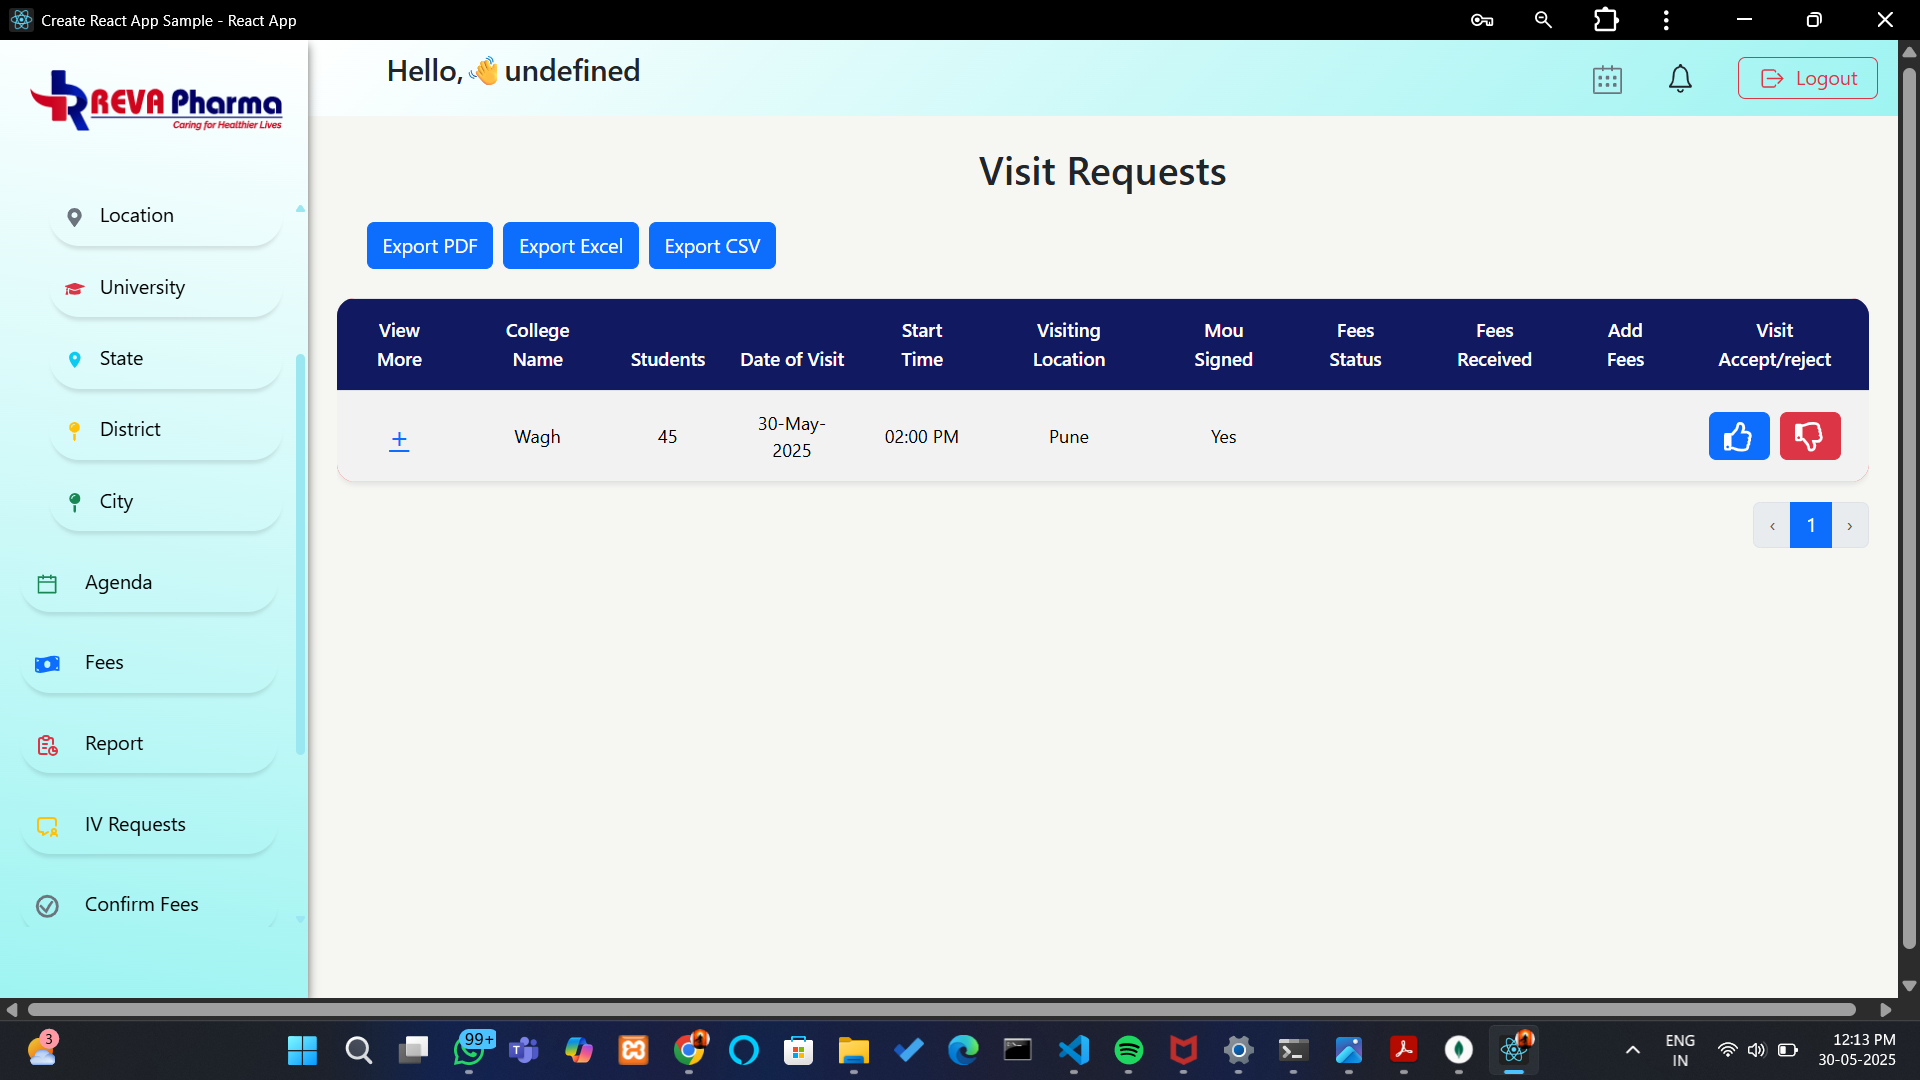 Create React App Sample - React App
REVA Pharma
Caring for Healthier Lives
Hello,👋 undefined
Logout
Location
University
State
District
City
Agenda
Fees
Report
IV Requests
Confirm Fees
Visit Requests
Export PDF
Export Excel
Export CSV
View More
College Name
Students
Date of Visit
Start Time
Visiting Location
Mou Signed
Fees Status
Fees Received
Add Fees
Visit Accept/reject
+
Wagh
45
30-May-2025
02:00 PM
Pune
Yes
‹ 1 ›
3
99+
ENG
IN
12:13 PM
30-05-2025